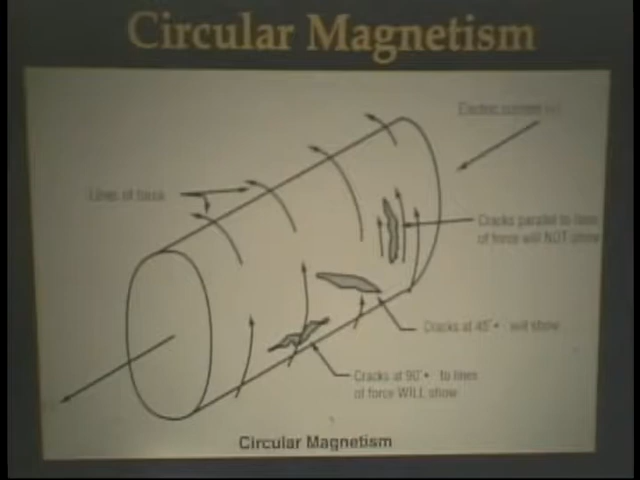 Circular Magnetism
Electric current
Lines of force
Cracks parallel to lines
of force will NOT show
Cracks at 45° will show
Cracks at 90° to lines
of force WILL show
Circular Magnetism